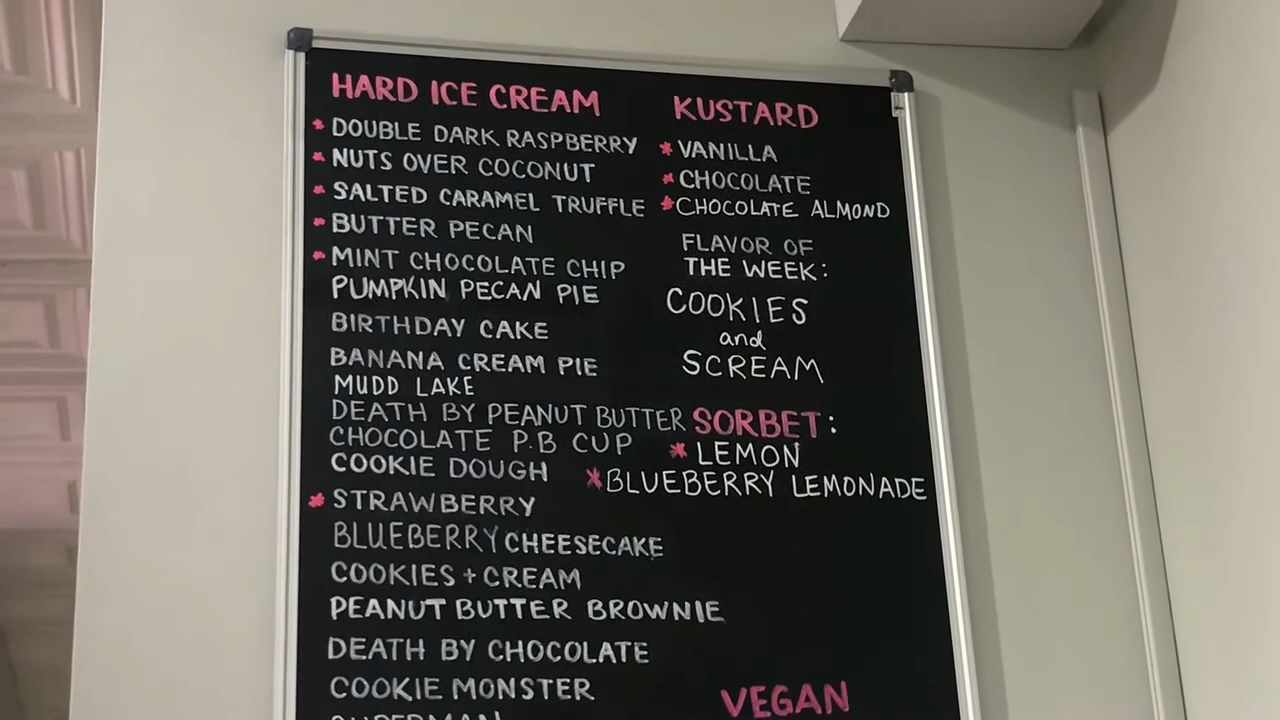 HARD ICE CREAM
* DOUBLE DARK RASPBERRY
* NUTS OVER COCONUT
* SALTED CARAMEL TRUFFLE
* BUTTER PECAN
* MINT CHOCOLATE CHIP
PUMPKIN PECAN PIE
BIRTHDAY CAKE
BANANA CREAM PIE
MUDD LAKE
DEATH BY PEANUT BUTTER
CHOCOLATE P.B CUP
COOKIE DOUGH
* STRAWBERRY
BLUEBERRY CHEESECAKE
COOKIES + CREAM
PEANUT BUTTER BROWNIE
DEATH BY CHOCOLATE
COOKIE MONSTER
SUPERMAN
KUSTARD
* VANILLA
* CHOCOLATE
* CHOCOLATE ALMOND
FLAVOR OF
THE WEEK:
COOKIES
and
SCREAM
SORBET:
* LEMON
* BLUEBERRY LEMONADE
VEGAN